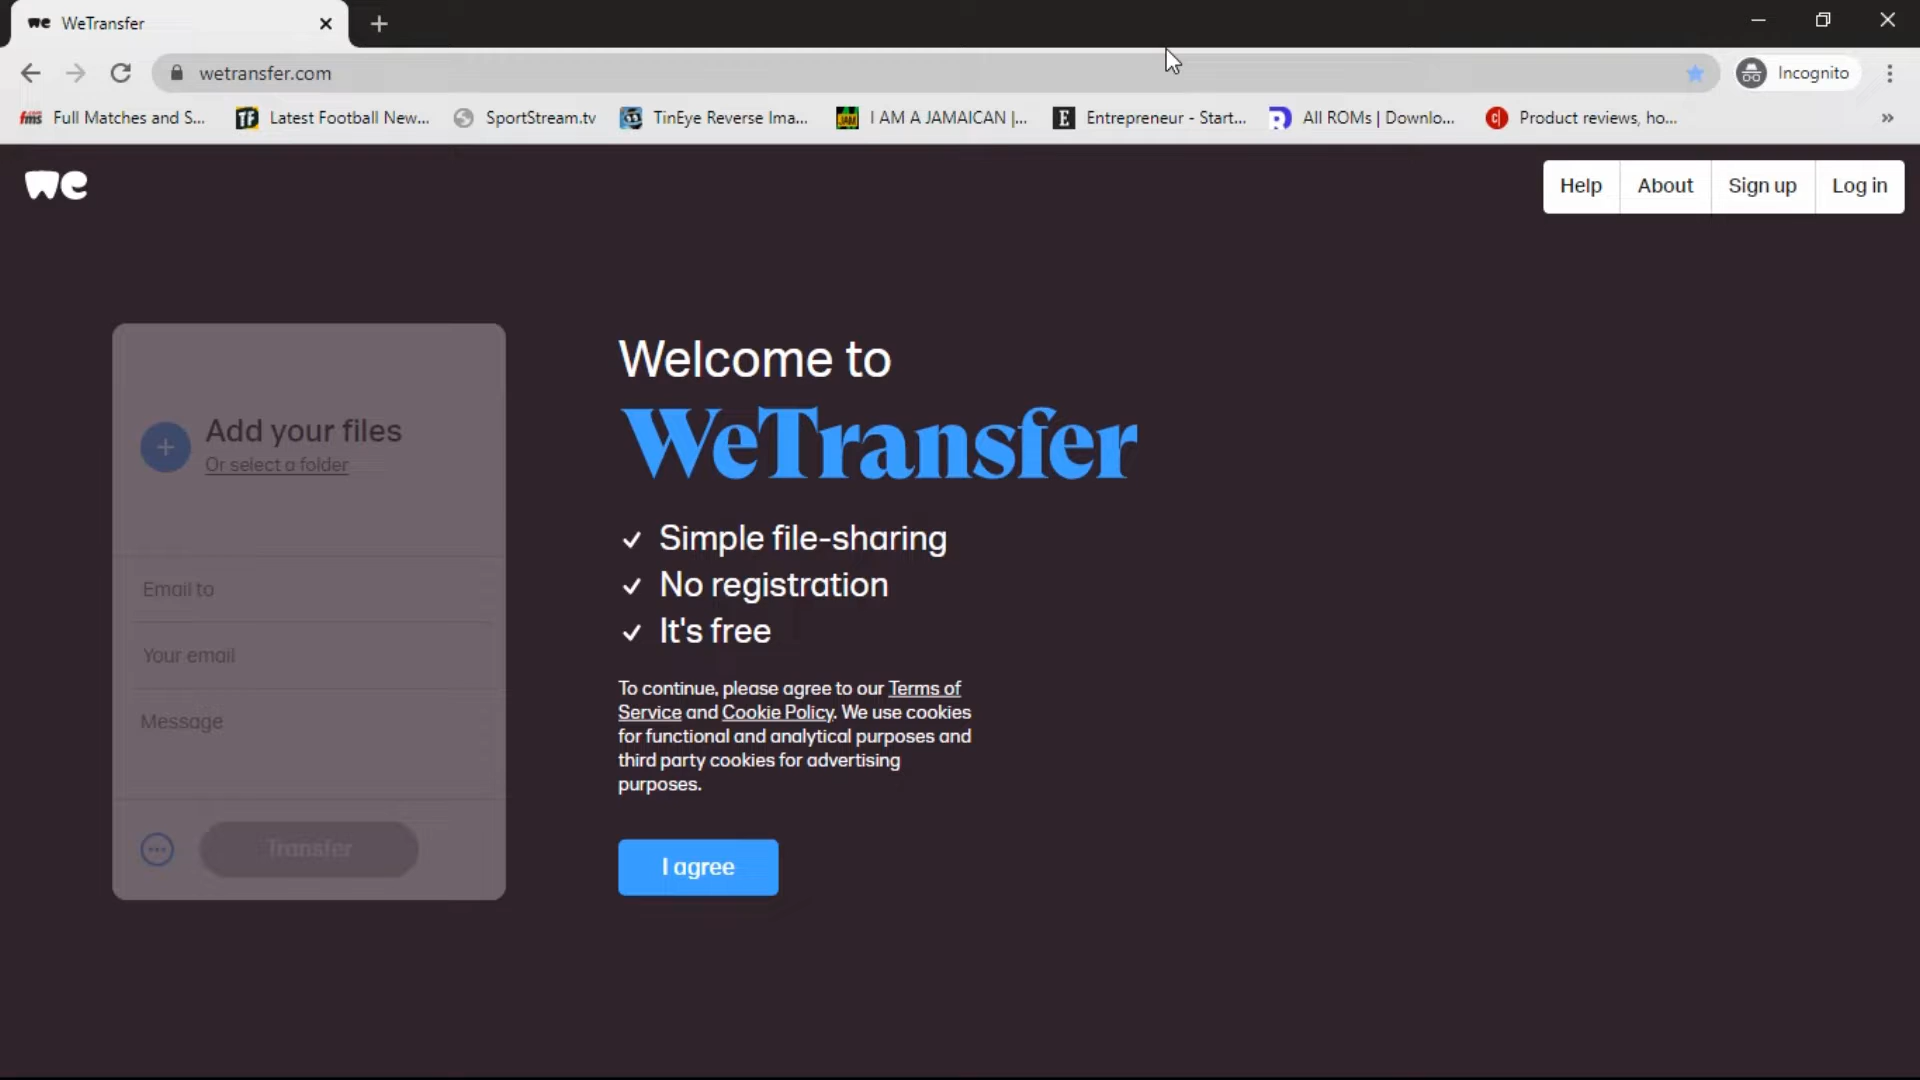 we WeTransfer
wetransfer.com
Incognito
fms Full Matches and S...
TF Latest Football New...
SportStream.tv
TinEye Reverse Ima...
JAM I AM A JAMAICAN |...
E Entrepreneur - Start...
All ROMs | Downlo...
c| Product reviews, ho...
»
we
Help
About
Sign up
Log in
Welcome to
WeTransfer
Add your files
Or select a folder
Simple file-sharing
No registration
It's free
Email to
Your email
Message
To continue, please agree to our Terms of
Service and Cookie Policy. We use cookies
for functional and analytical purposes and
third party cookies for advertising
purposes.
Transfer
I agree